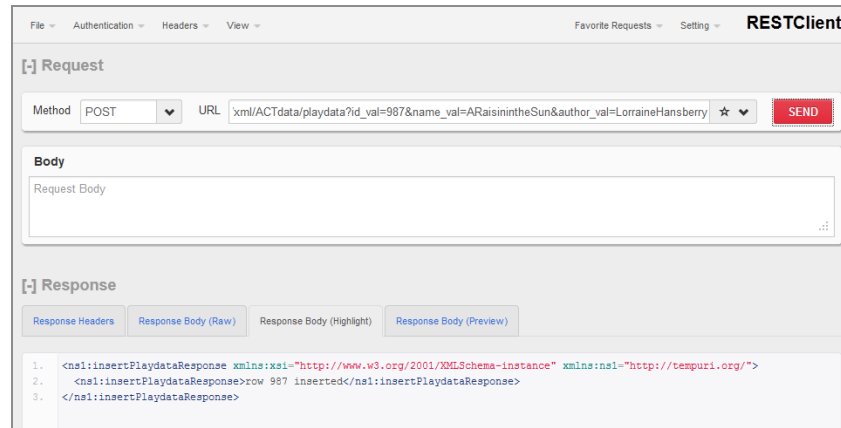 File Authentication Headers View Favorite Requests Setting RESTClient
[-] Request
Method POST URL 'xml/ACTdata/playdata?id_val=987&name_val=ARaisinintheSun&author_val=LorraineHansberry SEND
Body
Request Body
[-] Response
Response Headers Response Body (Raw) Response Body (Highlight) Response Body (Preview)
1. <ns1:insertPlaydataResponse xmlns:xsi="http://www.w3.org/2001/XMLSchema-instance" xmlns:ns1="http://tempuri.org/">
2. <ns1:insertPlaydataResponse>row 987 inserted</ns1:insertPlaydataResponse>
3. </ns1:insertPlaydataResponse>